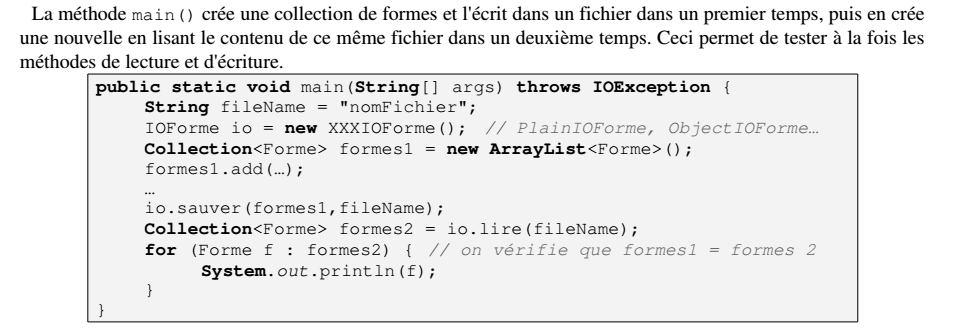 La méthode main() crée une collection de formes et l'écrit dans un fichier dans un premier temps, puis en crée
une nouvelle en lisant le contenu de ce même fichier dans un deuxième temps. Ceci permet de tester à la fois les
méthodes de lecture et d'écriture.
public static void main(String[] args) throws IOException {
String fileName = "nomFichier";
IOForme io = new XXXIOForme(); // PlainIOForme, ObjectIOForme…
Collection<Forme> formes1 = new ArrayList<Forme>();
formes1.add(…);
…
io.sauver(formes1,fileName);
Collection<Forme> formes2 = io.lire(fileName);
for (Forme f : formes2) { // on vérifie que formes1 = formes 2
System.out.println(f);
}
}